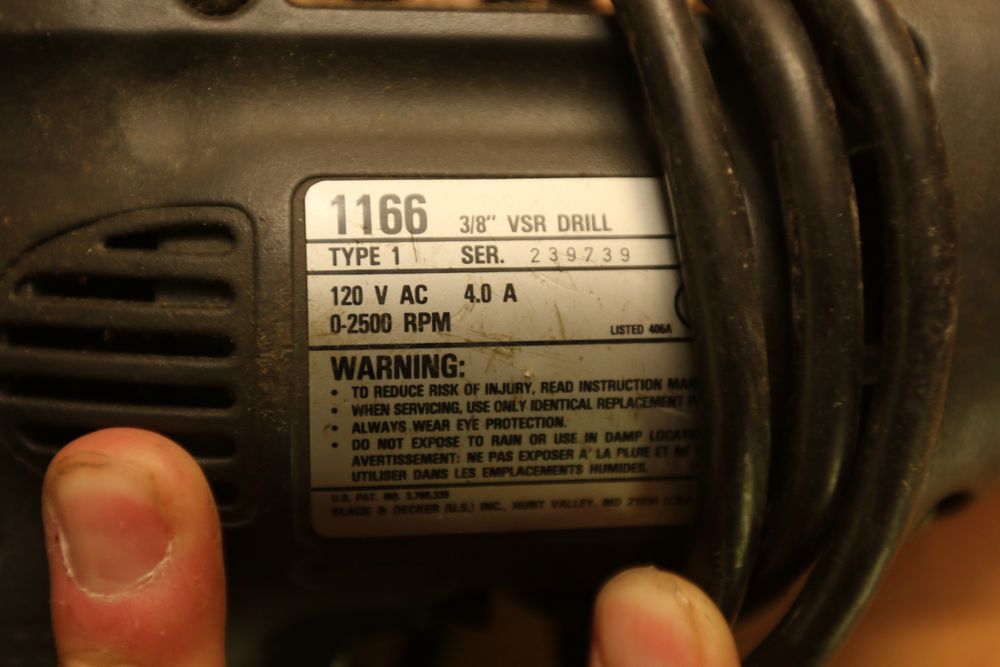 1166 3/8" VSR DRILL
TYPE 1 SER. 239739
120 V AC 4.0 A
0-2500 RPM
LISTED 406A
WARNING:
• TO REDUCE RISK OF INJURY, READ INSTRUCTION MAN
• WHEN SERVICING, USE ONLY IDENTICAL REPLACEMENT P
• ALWAYS WEAR EYE PROTECTION.
• DO NOT EXPOSE TO RAIN OR USE IN DAMP LOCATIO
AVERTISSEMENT: NE PAS EXPOSER A' LA PLUIE ET NE
UTILISER DANS LES EMPLACEMENTS HUMIDES.
U.S. PAT. NO.
BLACK & DECKER (U.S.) INC., HUNT VALLEY, MD U.S.A.